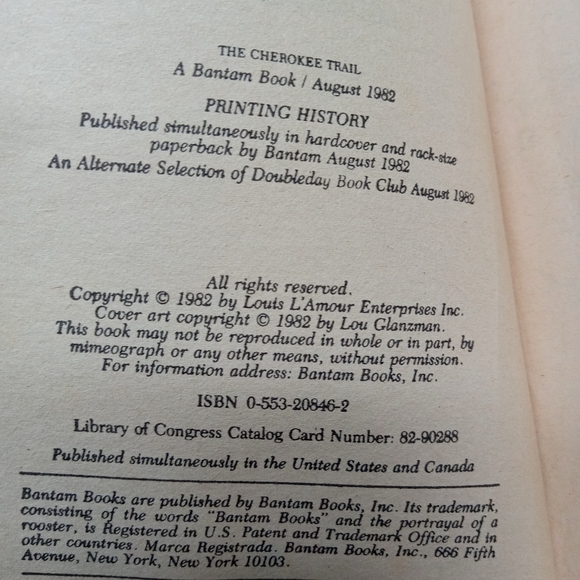 THE CHEROKEE TRAIL
A Bantam Book / August 1982
PRINTING HISTORY
Published simultaneously in hardcover and rack-size
paperback by Bantam August 1982
An Alternate Selection of Doubleday Book Club August 1982
All rights reserved.
Copyright © 1982 by Louis L'Amour Enterprises Inc.
Cover art copyright © 1982 by Lou Glanzman.
This book may not be reproduced in whole or in part, by
mimeograph or any other means, without permission.
For information address: Bantam Books, Inc.
ISBN 0-553-20846-2
Library of Congress Catalog Card Number: 82-90288
Published simultaneously in the United States and Canada
Bantam Books are published by Bantam Books, Inc. Its trademark,
consisting of the words "Bantam Books" and the portrayal of a
rooster, is Registered in U.S. Patent and Trademark Office and in
other countries. Marca Registrada. Bantam Books, Inc., 666 Fifth
Avenue, New York, New York 10103.